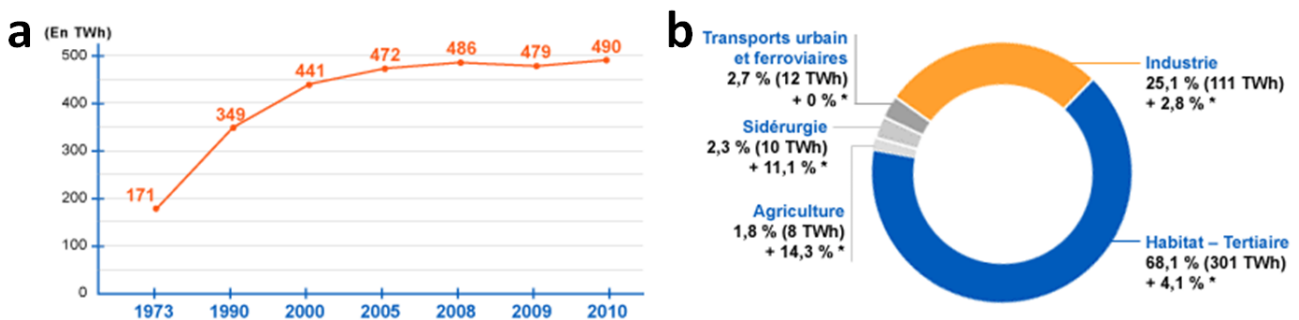 a
(En TWh)
500
400
300
200
100
0
171
349
441
472
486
479
490
1973
1990
2000
2005
2008
2009
2010
b
Transports urbain
et ferroviaires
2,7 % (12 TWh)
+ 0 % *
Sidérurgie
2,3 % (10 TWh)
+ 11,1 % *
Agriculture
1,8 % (8 TWh)
+ 14,3 % *
Industrie
25,1 % (111 TWh)
+ 2,8 % *
Habitat – Tertiaire
68,1 % (301 TWh)
+ 4,1 % *